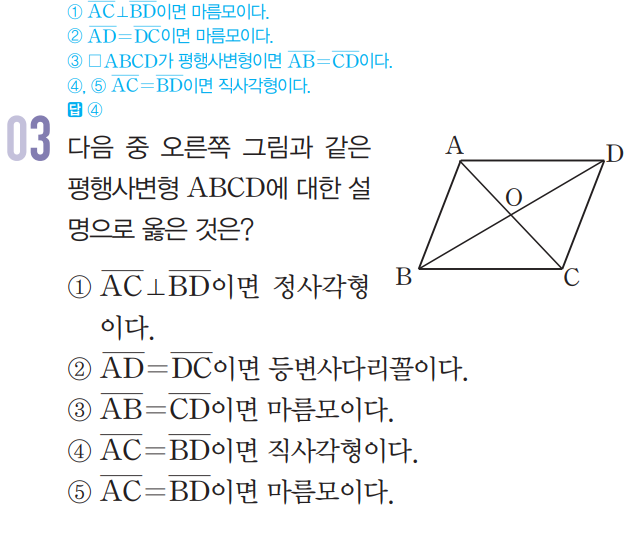 ① AC⊥BD이면 마름모이다.
② AD=DC이면 마름모이다.
③ □ABCD가 평행사변형이면 AB=CD이다.
④, ⑤ AC=BD이면 직사각형이다.
답 ④
03
다음 중 오른쪽 그림과 같은
평행사변형 ABCD에 대한 설
명으로 옳은 것은?
A
D
O
B
C
① AC⊥BD이면 정사각형
이다.
② AD=DC이면 등변사다리꼴이다.
③ AB=CD이면 마름모이다.
④ AC=BD이면 직사각형이다.
⑤ AC=BD이면 마름모이다.